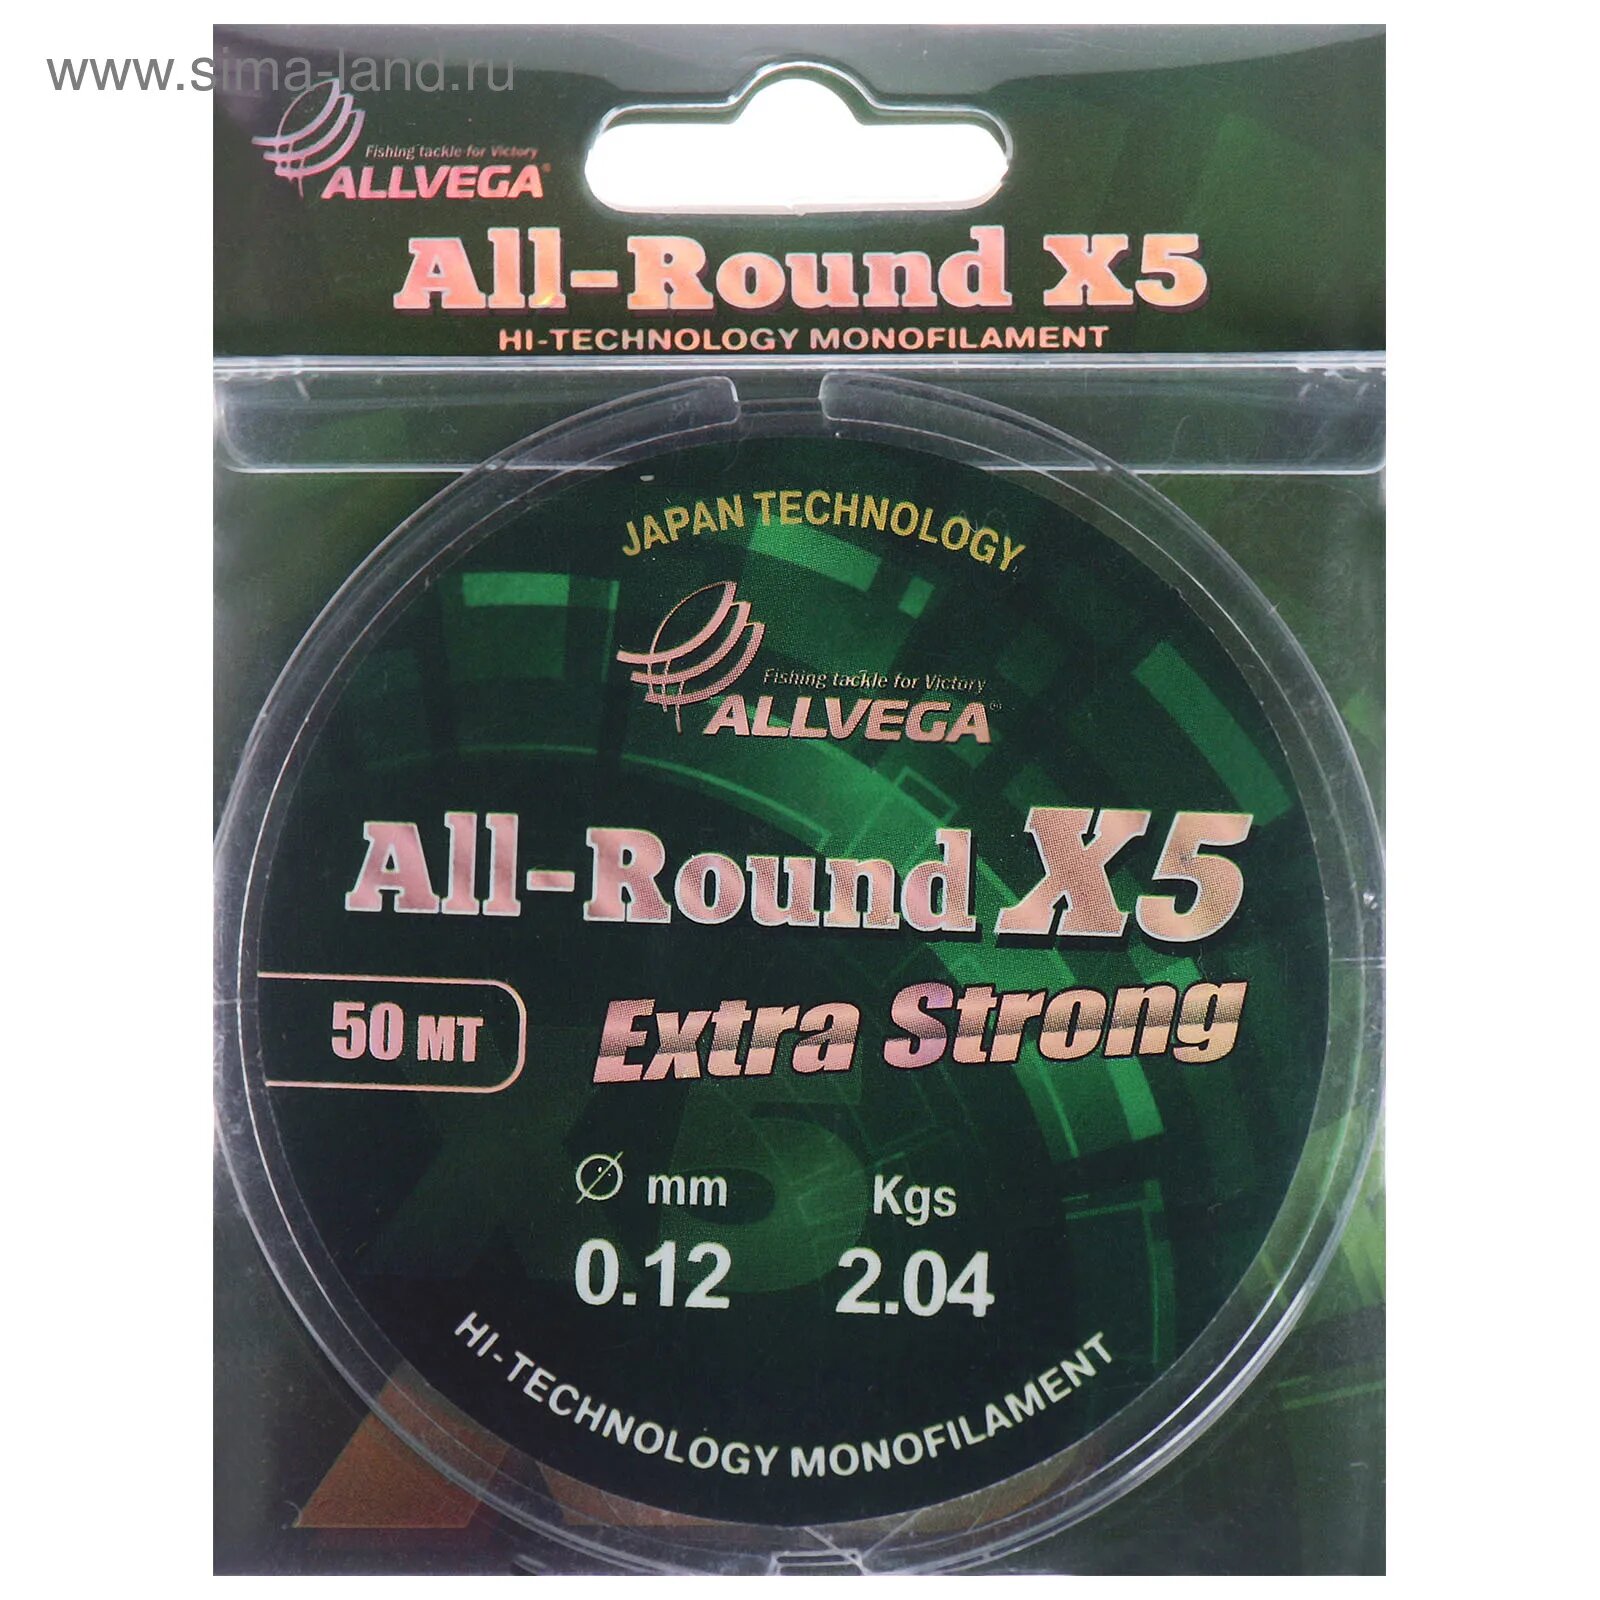 www.sima-land.ru
Fishing tackle for Victory
ALLVEGA®
All-Round X5
HI-TECHNOLOGY MONOFILAMENT
JAPAN TECHNOLOGY
Fishing tackle for Victory
ALLVEGA®
All-Round X5
50 MT
Extra Strong
Ø mm Kgs
0.12 2.04
HI-TECHNOLOGY MONOFILAMENT